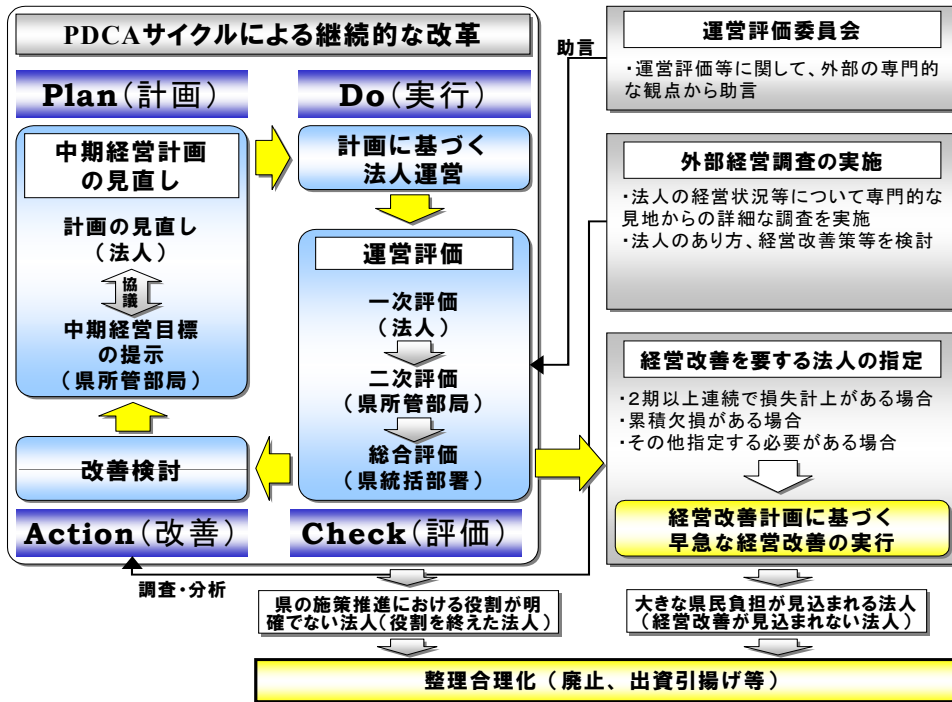 PDCAサイクルによる継続的な改革
Plan(計画)
Do(実行)
中期経営計画
の見直し
計画の見直し
(法人)
協
議
中期経営目標
の提示
(県所管部局)
計画に基づく
法人運営
運営評価
一次評価
(法人)
二次評価
(県所管部局)
総合評価
(県統括部署)
改善検討
Action(改善)
Check(評価)
助言
運営評価委員会
・運営評価等に関して、外部の専門的
な観点から助言
外部経営調査の実施
・法人の経営状況等について専門的な
見地からの詳細な調査を実施
・法人のあり方、経営改善策等を検討
経営改善を要する法人の指定
・2期以上連続で損失計上がある場合
・累積欠損がある場合
・その他指定する必要がある場合
経営改善計画に基づく
早急な経営改善の実行
調査・分析
県の施策推進における役割が明
確でない法人(役割を終えた法人)
大きな県民負担が見込まれる法人
(経営改善が見込まれない法人)
整理合理化(廃止、出資引揚げ等)